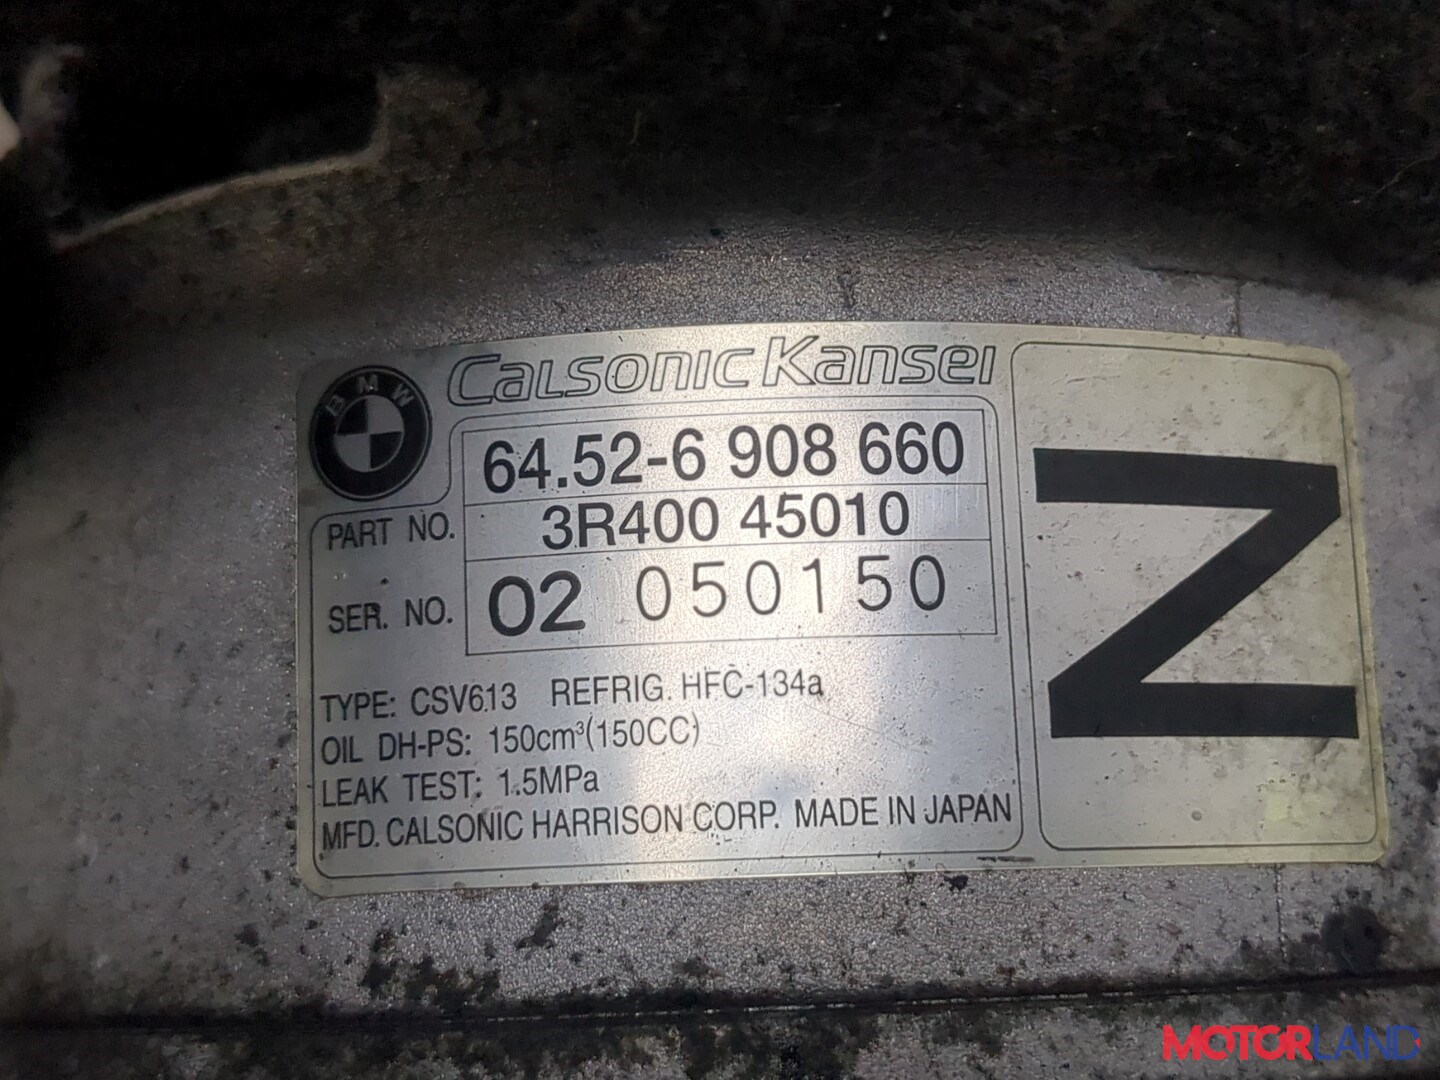 BMW
CALSONIC KANSEI
64.52-6 908 660
PART NO. 3R400 45010
SER. NO. 02 050150
TYPE: CSV613 REFRIG. HFC-134a
OIL DH-PS: 150cm³(150CC)
LEAK TEST: 1.5MPa
MFD. CALSONIC HARRISON CORP. MADE IN JAPAN
Z
MOTORLAND